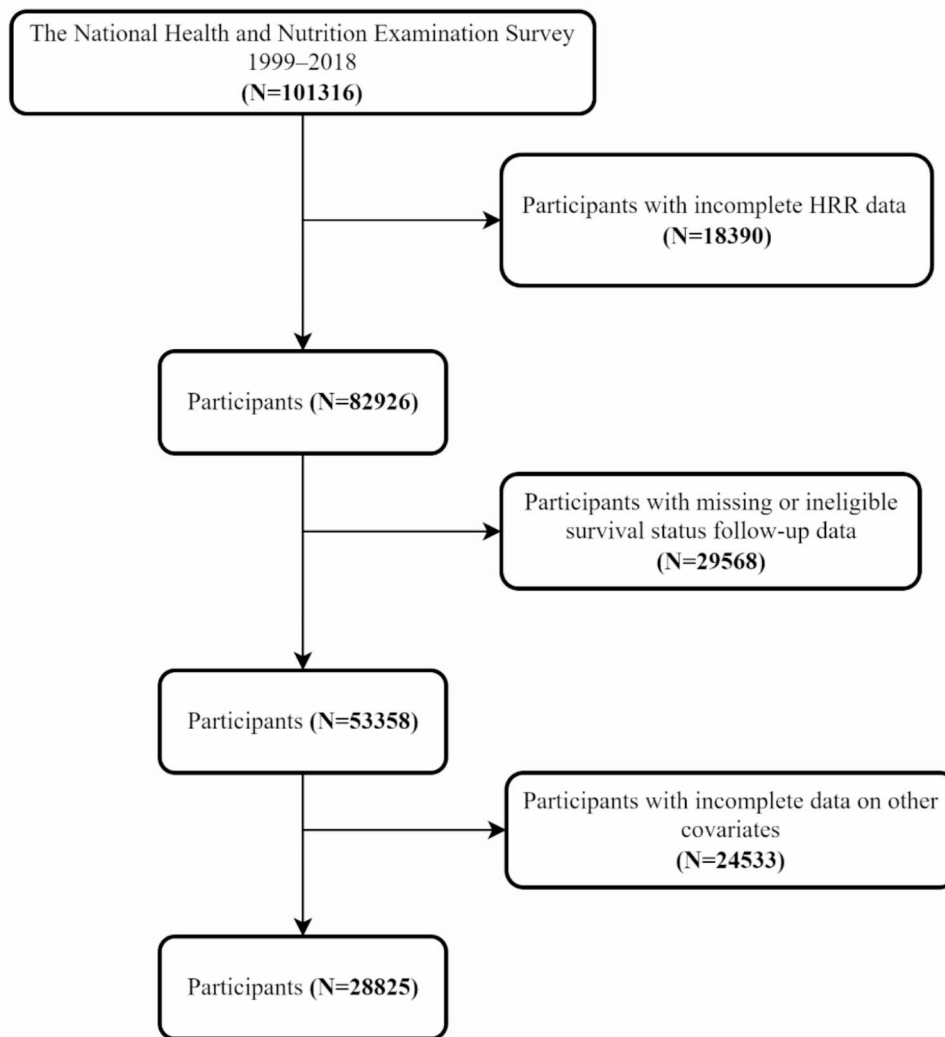 The National Health and Nutrition Examination Survey
1999–2018
(N=101316)
Participants with incomplete HRR data
(N=18390)
Participants (N=82926)
Participants with missing or ineligible
survival status follow-up data
(N=29568)
Participants (N=53358)
Participants with incomplete data on other
covariates
(N=24533)
Participants (N=28825)